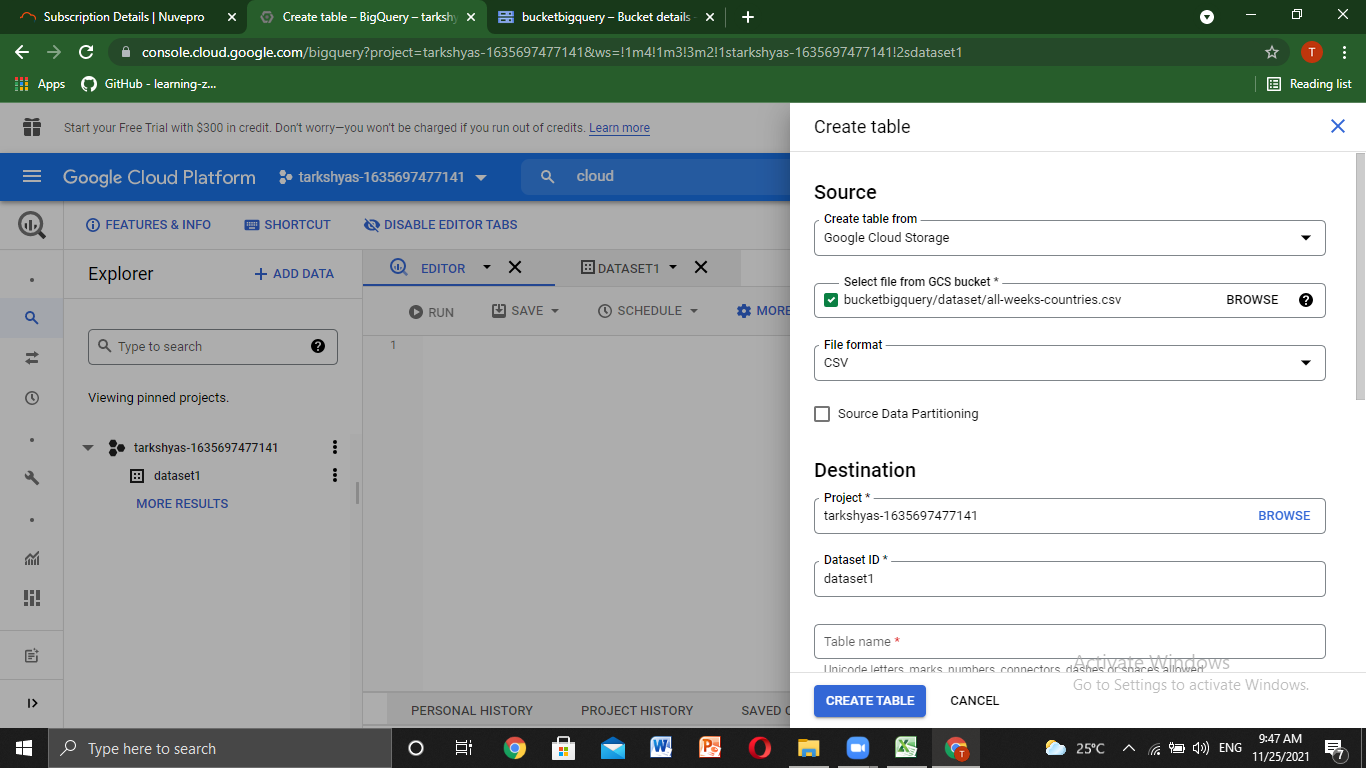 Subscription Details | Nuvepro
Create table – BigQuery – tarkshy
bucketbigquery – Bucket details
console.cloud.google.com/bigquery?project=tarkshyas-1635697477141&ws=!1m4!1m3!3m2!1starkshyas-1635697477141!2sdataset1
T
Apps
GitHub - learning-z...
Reading list
Start your Free Trial with $300 in credit. Don't worry—you won't be charged if you run out of credits. Learn more
Google Cloud Platform
tarkshyas-1635697477141
cloud
FEATURES & INFO
SHORTCUT
DISABLE EDITOR TABS
Explorer
+ ADD DATA
EDITOR
DATASET1
RUN
SAVE
SCHEDULE
MORE
Type to search
1
Viewing pinned projects.
tarkshyas-1635697477141
dataset1
MORE RESULTS
PERSONAL HISTORY
PROJECT HISTORY
SAVED
Create table
Source
Create table from
Google Cloud Storage
Select file from GCS bucket *
bucketbigquery/dataset/all-weeks-countries.csv
BROWSE
File format
CSV
Source Data Partitioning
Destination
Project *
tarkshyas-1635697477141
BROWSE
Dataset ID *
dataset1
Table name *
Unicode letters, marks, numbers, connectors, dashes or spaces allowed
Activate Windows
Go to Settings to activate Windows.
CREATE TABLE
CANCEL
Type here to search
25°C
ENG
9:47 AM
11/25/2021
7